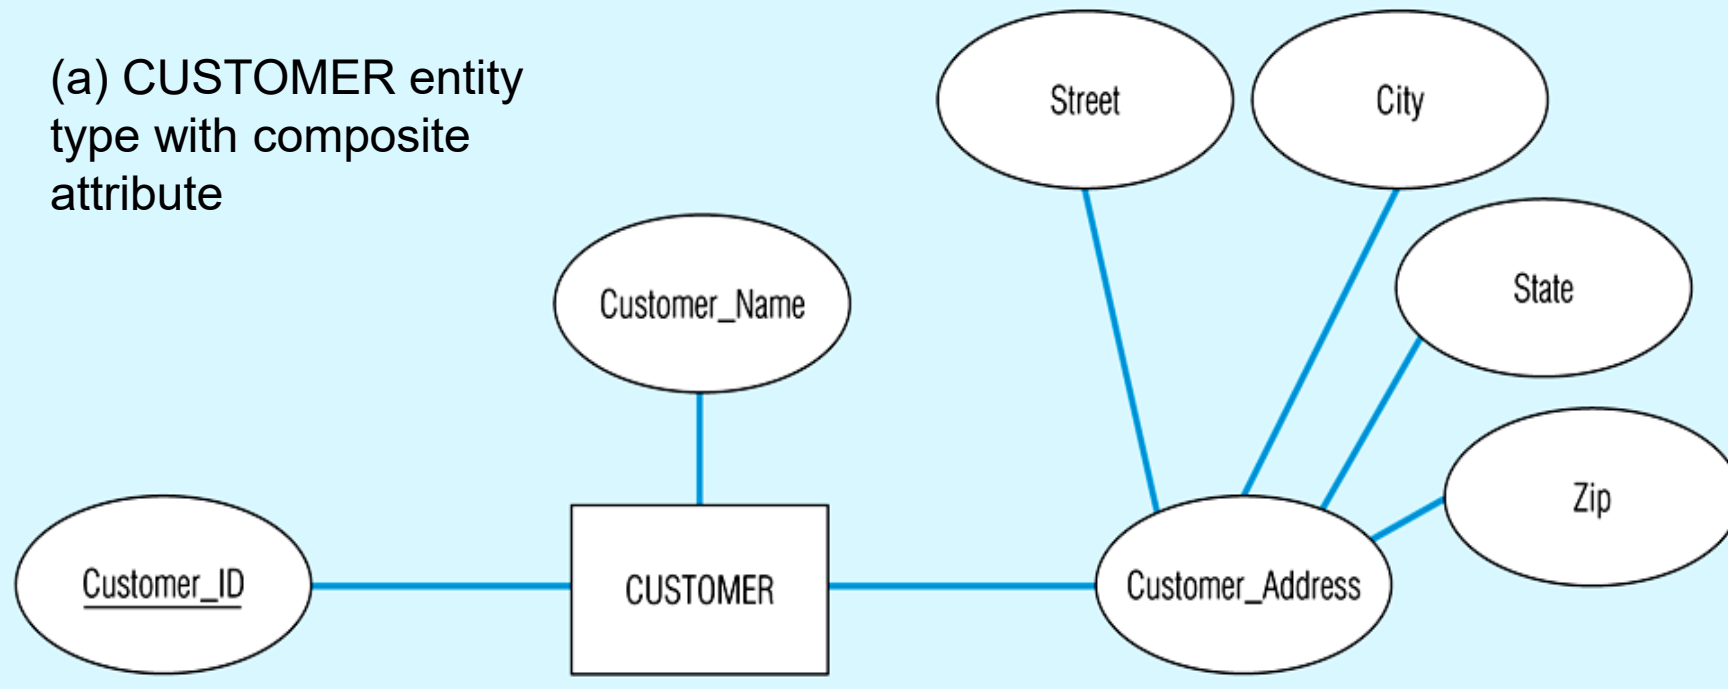 (a) CUSTOMER entity
type with composite
attribute
Street
City
State
Customer_Name
Zip
Customer_ID
CUSTOMER
Customer_Address